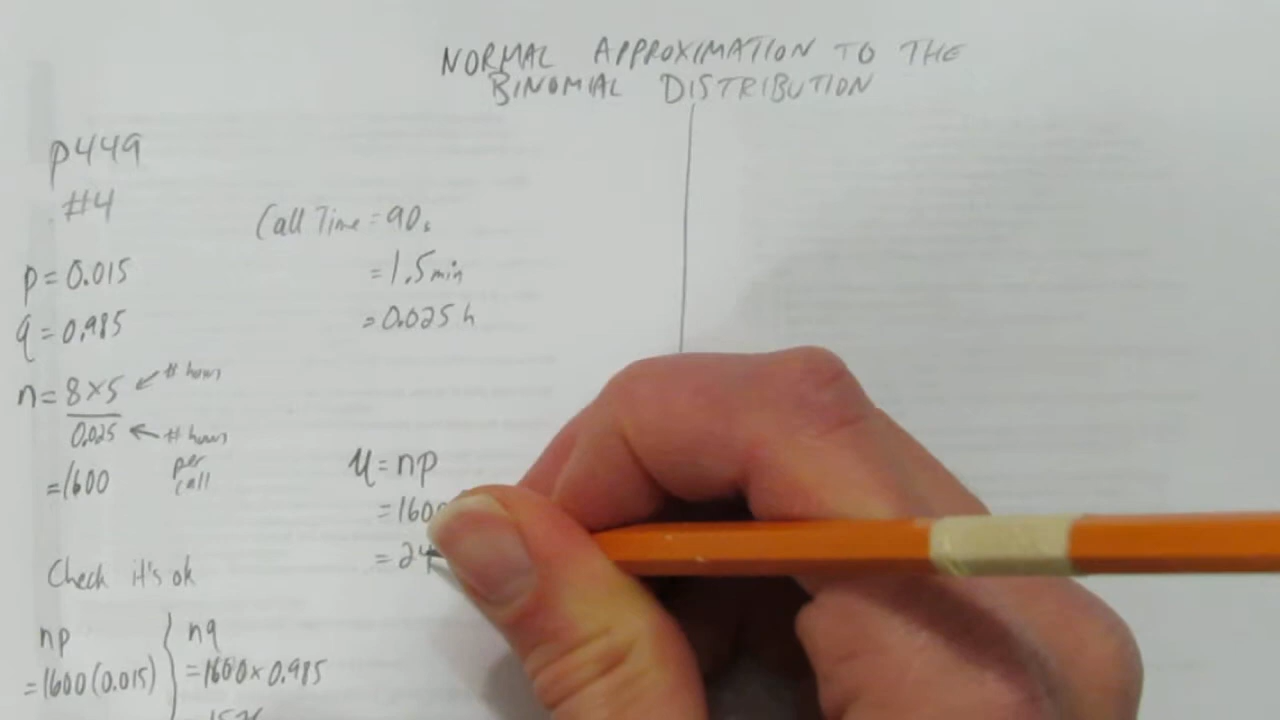 NORMAL APPROXIMATION TO THE
BINOMIAL DISTRIBUTION
p449
#4
Call Time = 90s
= 1.5 min
= 0.025 h
p = 0.015
q = 0.985
n = 8 × 5 ← # hours
0.025 ← # hours
per
call
= 1600
μ = np
= 1600
= 24
Check it's ok
np
= 1600 (0.015)
nq
= 1600 × 0.985